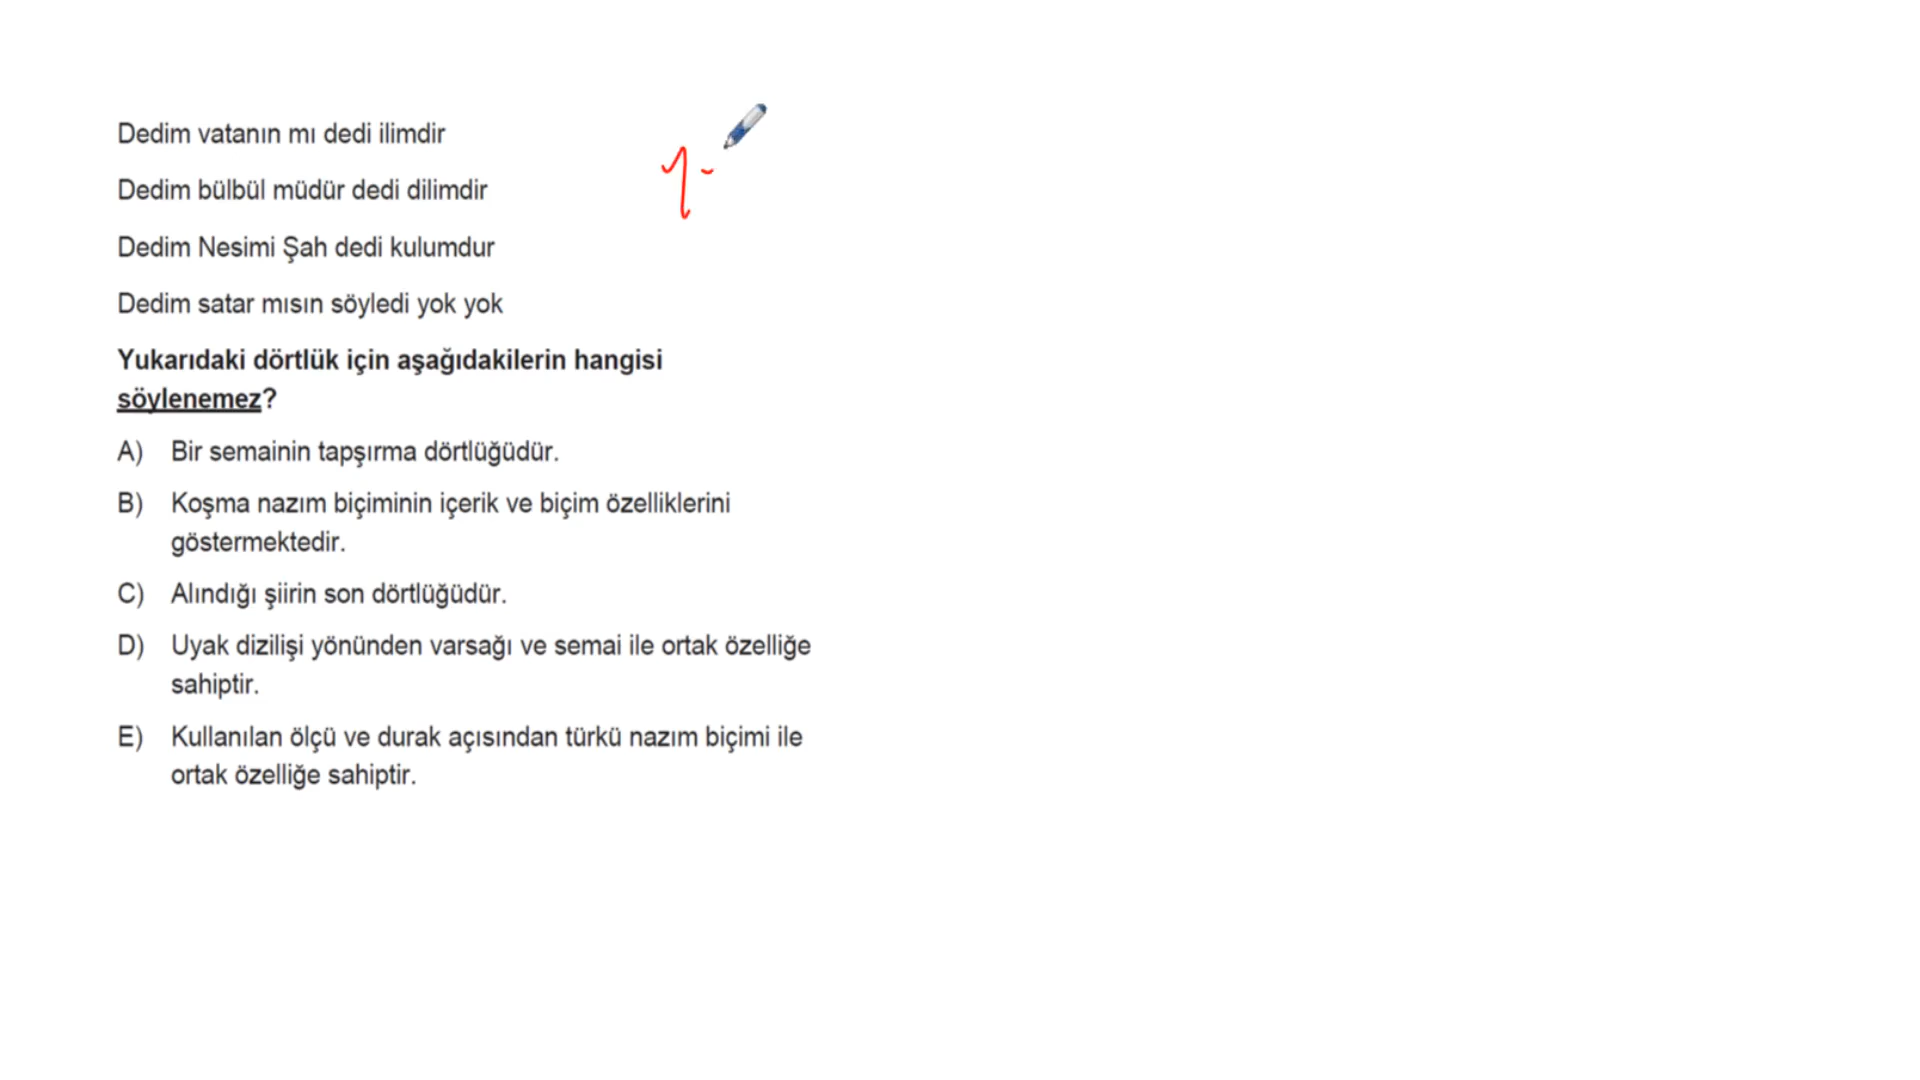 Dedim vatanın mı dedi ilimdir
Dedim bülbül müdür dedi dilimdir
Dedim Nesimi Şah dedi kulumdur
Dedim satar mısın söyledi yok yok
Yukarıdaki dörtlük için aşağıdakilerin hangisi
söylenemez?
A) Bir semainin tapşırma dörtlüğüdür.
B) Koşma nazım biçiminin içerik ve biçim özelliklerini
göstermektedir.
C) Alındığı şiirin son dörtlüğüdür.
D) Uyak dizilişi yönünden varsağı ve semai ile ortak özelliğe
sahiptir.
E) Kullanılan ölçü ve durak açısından türkü nazım biçimi ile
ortak özelliğe sahiptir.